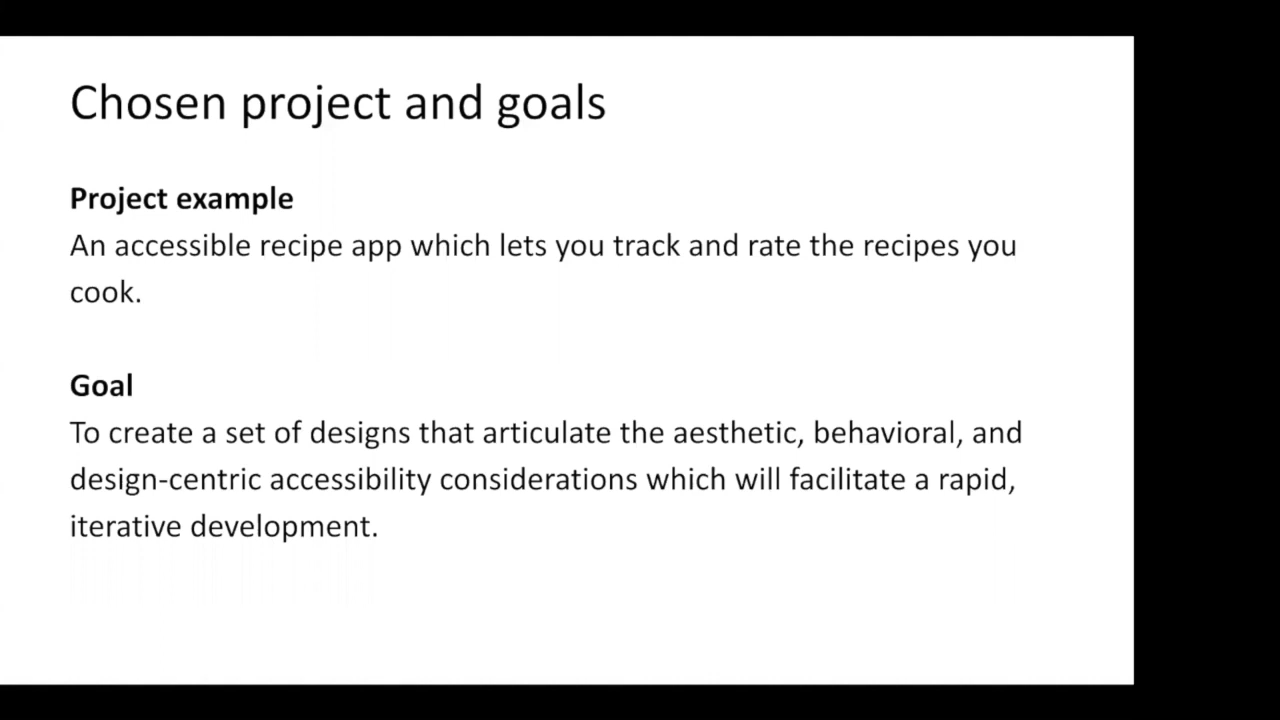 Chosen project and goals
Project example
An accessible recipe app which lets you track and rate the recipes you
cook.
Goal
To create a set of designs that articulate the aesthetic, behavioral, and
design-centric accessibility considerations which will facilitate a rapid,
iterative development.